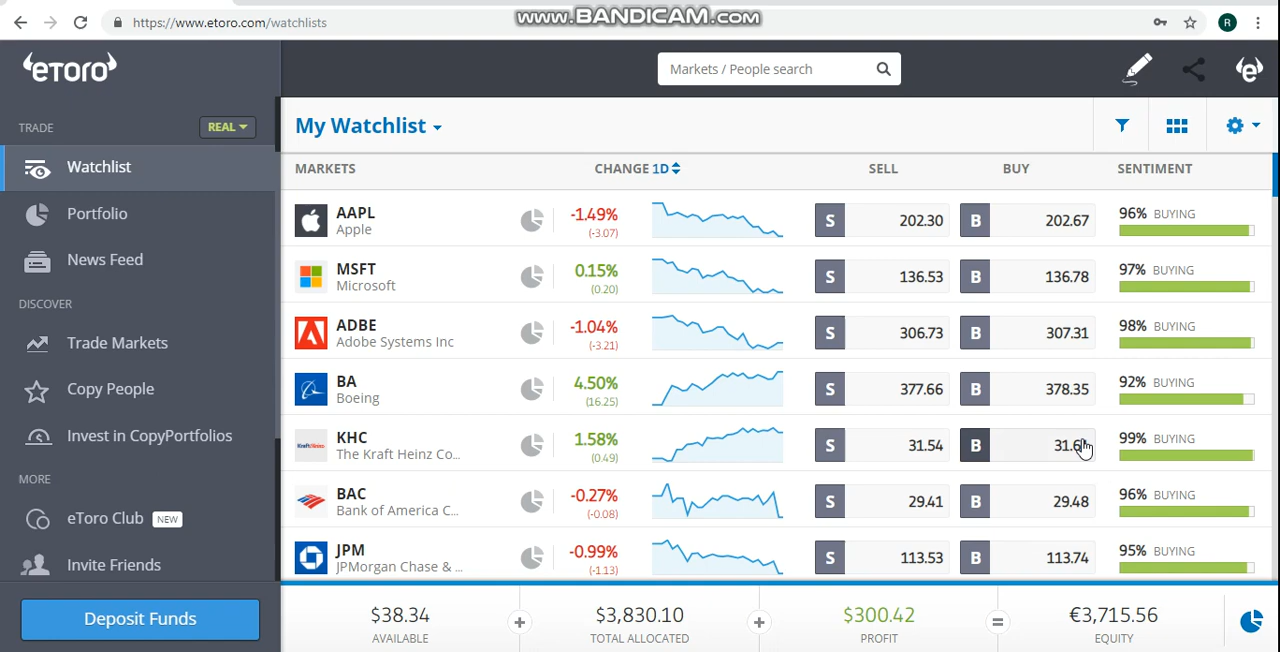 www.BANDICAM.com
https://www.etoro.com/watchlists
R
eToro
Markets / People search
e
TRADE
REAL
Watchlist
Portfolio
News Feed
DISCOVER
Trade Markets
Copy People
Invest in CopyPortfolios
MORE
eToro Club NEW
Invite Friends
Deposit Funds
My Watchlist
MARKETS CHANGE 1D SELL BUY SENTIMENT
AAPL -1.49% S 202.30 B 202.67 96% BUYING
Apple (-3.07)
MSFT 0.15% S 136.53 B 136.78 97% BUYING
Microsoft (0.20)
ADBE -1.04% S 306.73 B 307.31 98% BUYING
Adobe Systems Inc (-3.21)
BA 4.50% S 377.66 B 378.35 92% BUYING
Boeing (16.25)
KraftHeinz KHC 1.58% S 31.54 B 99% BUYING
The Kraft Heinz Co... (0.49)
BAC -0.27% S 29.41 B 29.48 96% BUYING
Bank of America C... (-0.08)
JPM -0.99% S 113.53 B 113.74 95% BUYING
JPMorgan Chase & ... (-1.13)
$38.34 + $3,830.10 + $300.42 = €3,715.56
AVAILABLE TOTAL ALLOCATED PROFIT EQUITY